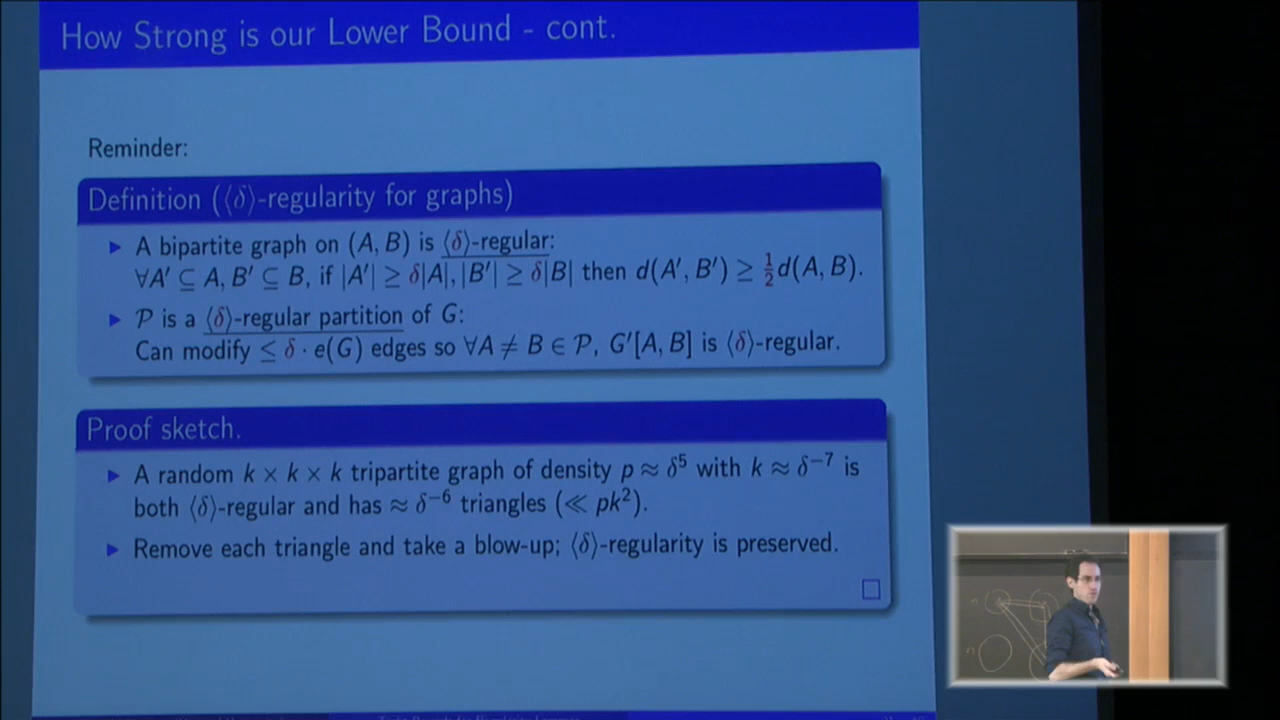 How Strong is our Lower Bound - cont.
Reminder:
Definition (⟨δ⟩-regularity for graphs)
▶ A bipartite graph on (A, B) is ⟨δ⟩-regular:
∀A′ ⊆ A, B′ ⊆ B, if |A′| ≥ δ|A|, |B′| ≥ δ|B| then d(A′, B′) ≥ ½d(A, B).
▶ 𝒫 is a ⟨δ⟩-regular partition of G:
Can modify ≤ δ · e(G) edges so ∀A ≠ B ∈ 𝒫, G′[A, B] is ⟨δ⟩-regular.
Proof sketch.
▶ A random k × k × k tripartite graph of density p ≈ δ⁵ with k ≈ δ⁻⁷ is
both ⟨δ⟩-regular and has ≈ δ⁻⁶ triangles (≪ pk²).
▶ Remove each triangle and take a blow-up; ⟨δ⟩-regularity is preserved.
□